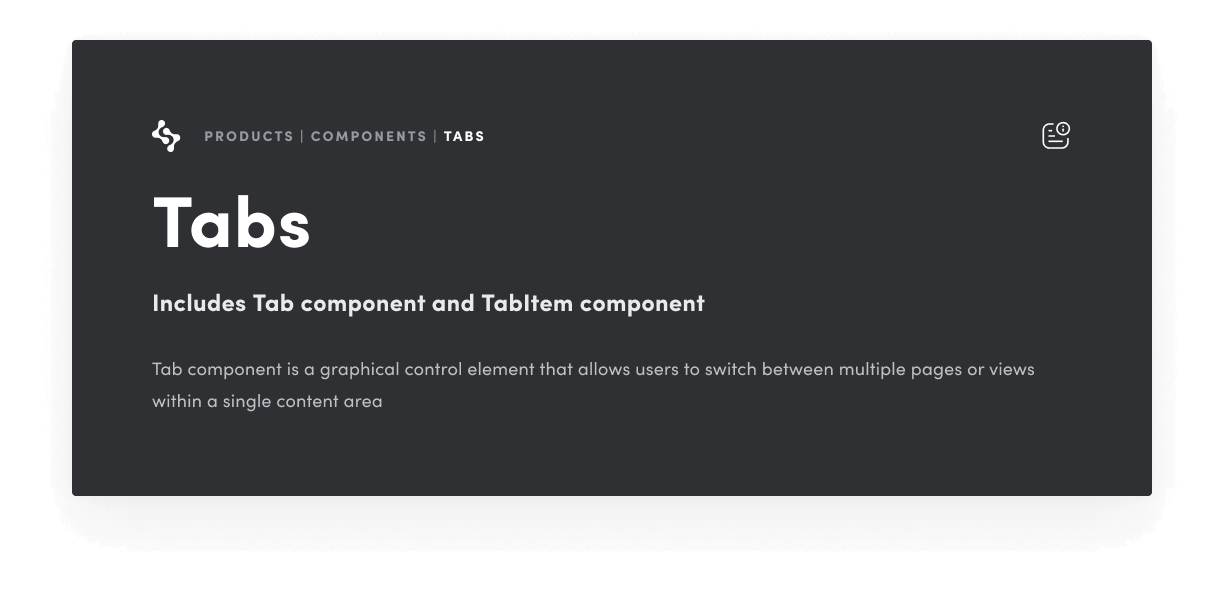 PRODUCTS | COMPONENTS | TABS
Tabs
Includes Tab component and TabItem component
Tab component is a graphical control element that allows users to switch between multiple pages or views
within a single content area